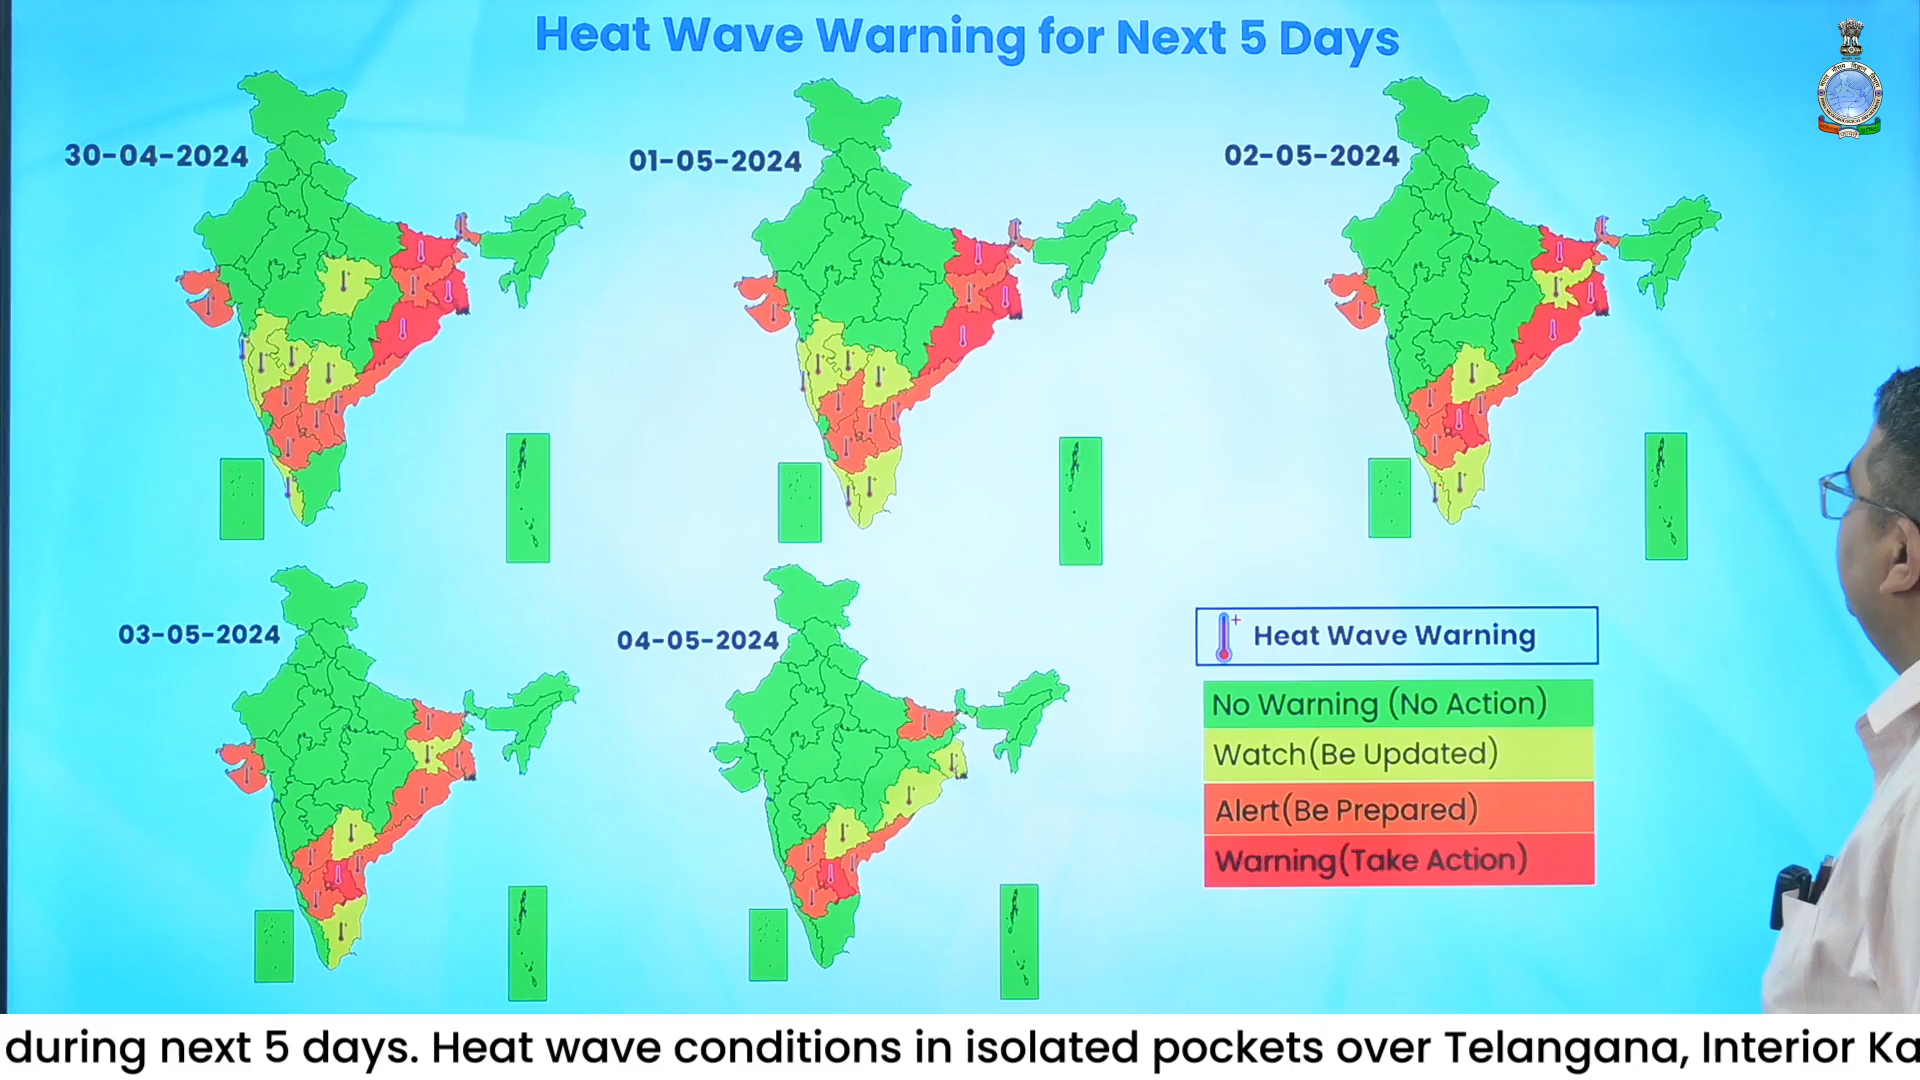 Heat Wave Warning for Next 5 Days
30-04-2024
01-05-2024
02-05-2024
03-05-2024
04-05-2024
Heat Wave Warning
No Warning (No Action)
Watch(Be Updated)
Alert(Be Prepared)
Warning(Take Action)
during next 5 days. Heat wave conditions in isolated pockets over Telangana, Interior Ka